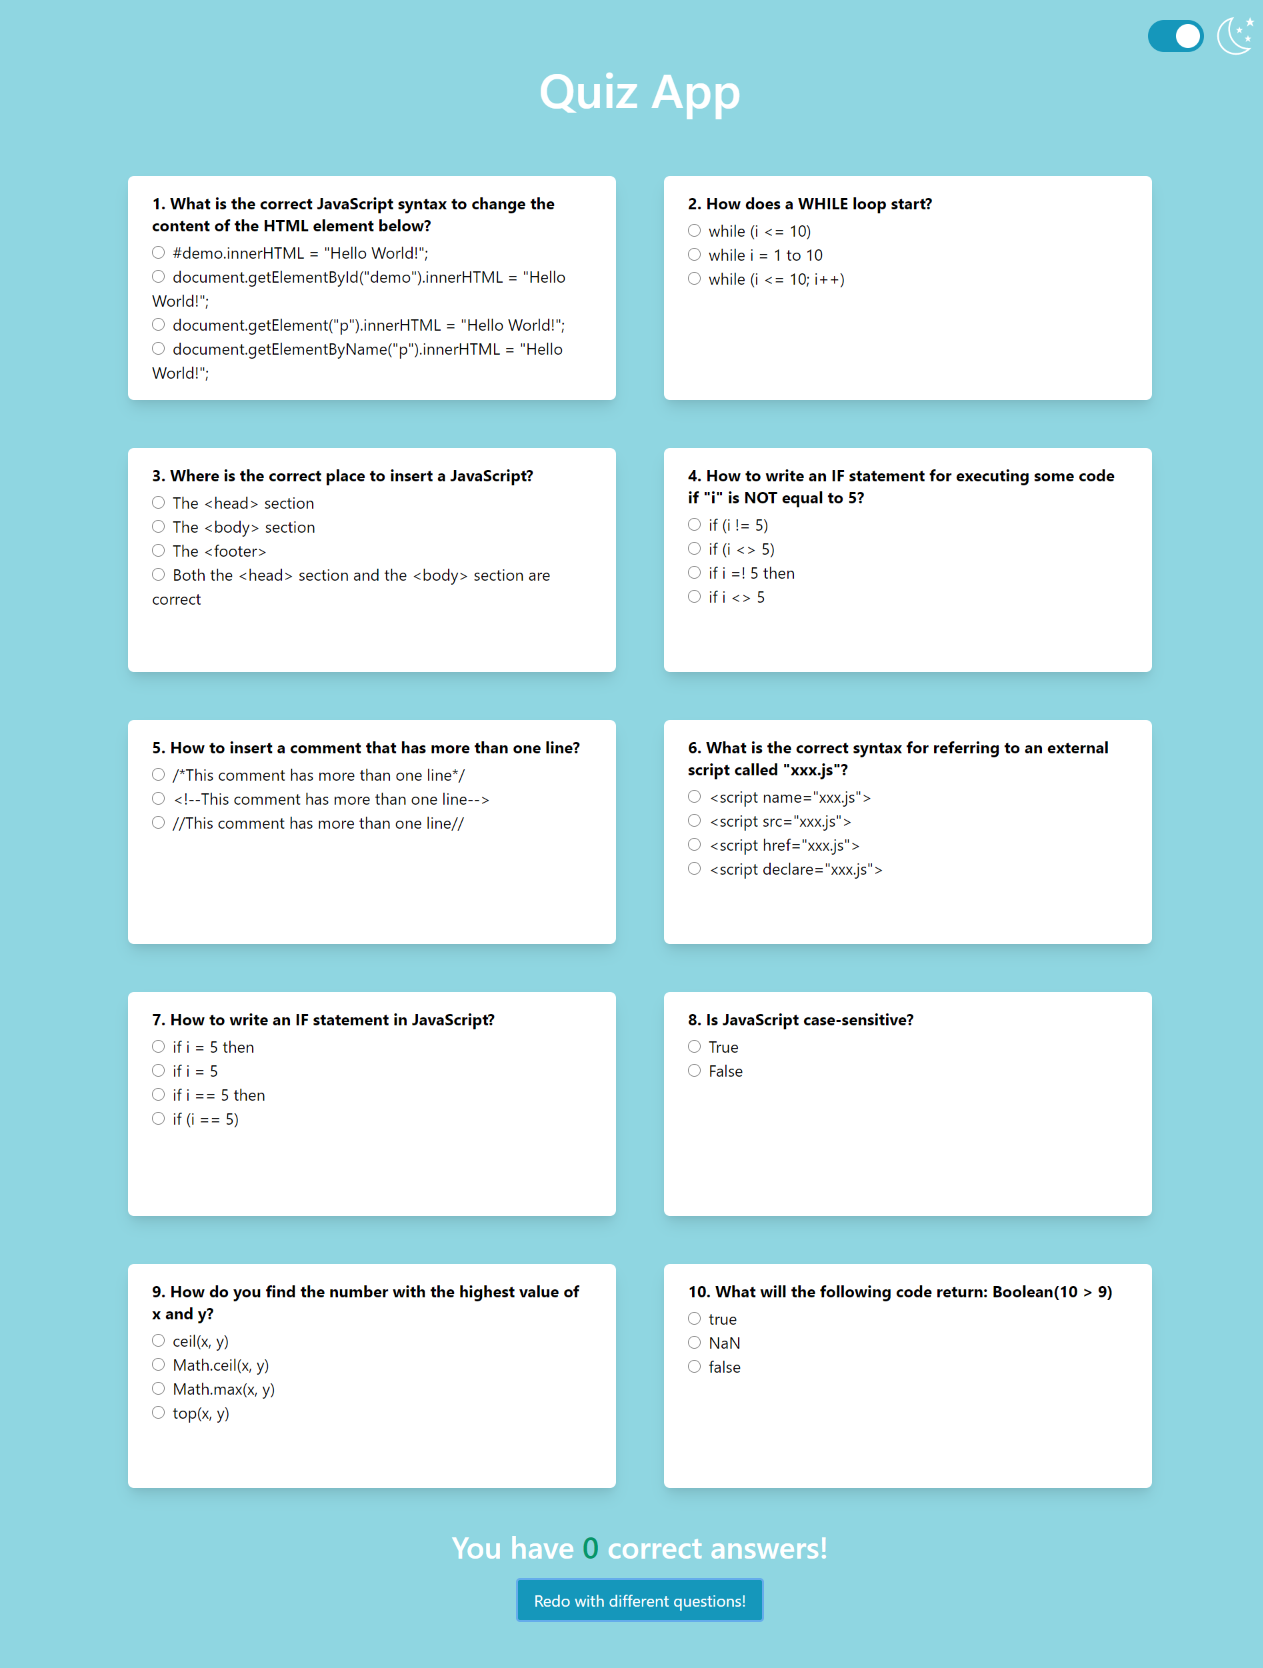 Quiz App
1. What is the correct JavaScript syntax to change the
content of the HTML element below?
#demo.innerHTML = "Hello World!";
document.getElementById("demo").innerHTML = "Hello
World!";
document.getElement("p").innerHTML = "Hello World!";
document.getElementByName("p").innerHTML = "Hello
World!";
2. How does a WHILE loop start?
while (i <= 10)
while i = 1 to 10
while (i <= 10; i++)
3. Where is the correct place to insert a JavaScript?
The <head> section
The <body> section
The <footer>
Both the <head> section and the <body> section are
correct
4. How to write an IF statement for executing some code
if "i" is NOT equal to 5?
if (i != 5)
if (i <> 5)
if i =! 5 then
if i <> 5
5. How to insert a comment that has more than one line?
/*This comment has more than one line*/
<!--This comment has more than one line-->
//This comment has more than one line//
6. What is the correct syntax for referring to an external
script called "xxx.js"?
<script name="xxx.js">
<script src="xxx.js">
<script href="xxx.js">
<script declare="xxx.js">
7. How to write an IF statement in JavaScript?
if i = 5 then
if i = 5
if i == 5 then
if (i == 5)
8. Is JavaScript case-sensitive?
True
False
9. How do you find the number with the highest value of
x and y?
ceil(x, y)
Math.ceil(x, y)
Math.max(x, y)
top(x, y)
10. What will the following code return: Boolean(10 > 9)
true
NaN
false
You have 0 correct answers!
Redo with different questions!